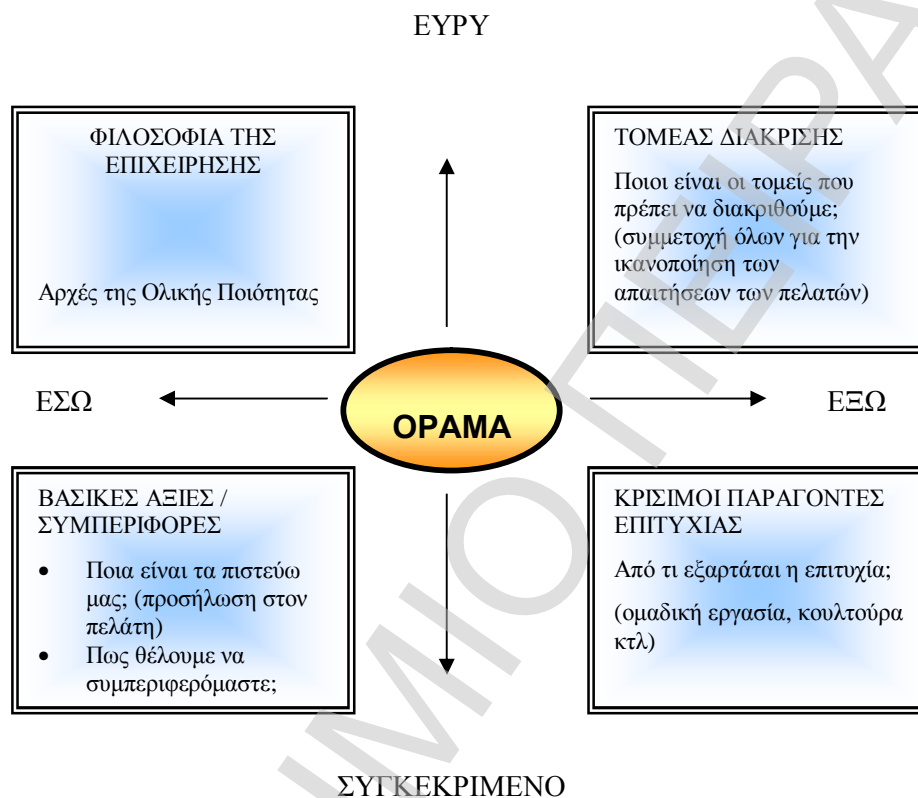 ΕΥΡΥ
ΦΙΛΟΣΟΦΙΑ ΤΗΣ
ΕΠΙΧΕΙΡΗΣΗΣ
Αρχές της Ολικής Ποιότητας
ΤΟΜΕΑΣ ΔΙΑΚΡΙΣΗΣ
Ποιοι είναι οι τομείς που
πρέπει να διακριθούμε;
(συμμετοχή όλων για την
ικανοποίηση των
απαιτήσεων των πελατών)
ΕΣΩ
ΟΡΑΜΑ
ΕΞΩ
ΒΑΣΙΚΕΣ ΑΞΙΕΣ /
ΣΥΜΠΕΡΙΦΟΡΕΣ
• Ποια είναι τα πιστεύω
μας; (προσήλωση στον
πελάτη)
• Πως θέλουμε να
συμπεριφερόμαστε;
ΚΡΙΣΙΜΟΙ ΠΑΡΑΓΟΝΤΕΣ
ΕΠΙΤΥΧΙΑΣ
Από τι εξαρτάται η επιτυχία;
(ομαδική εργασία, κουλτούρα
κτλ)
ΣΥΓΚΕΚΡΙΜΕΝΟ